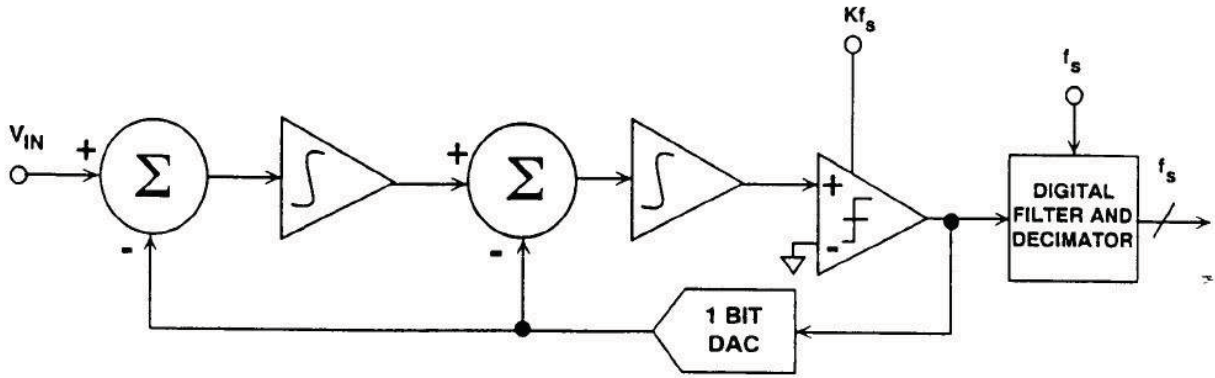 Kfs
fs
VIN
+
Σ
-
∫
+
Σ
-
∫
+
-
DIGITAL
FILTER AND
DECIMATOR
fs
1 BIT
DAC